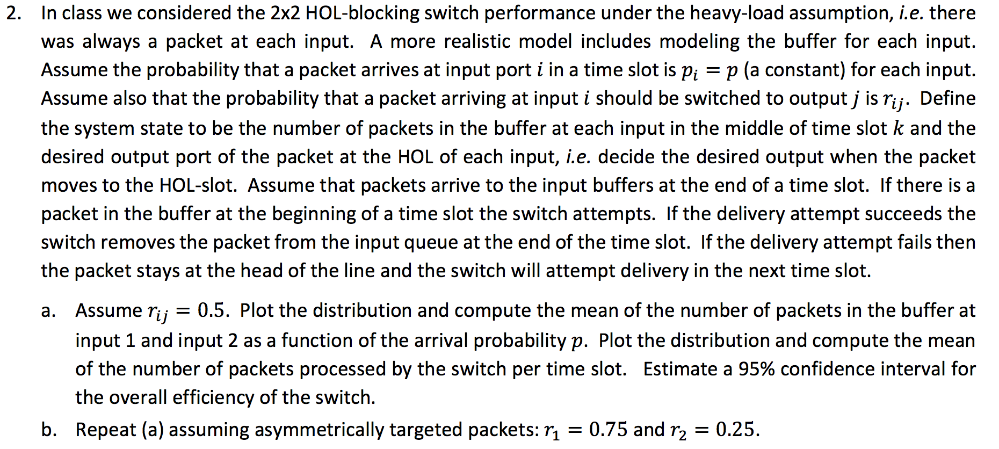 2. In class we considered the 2x2 HOL-blocking switch performance under the heavy-load assumption, i.e. there
was always a packet at each input. A more realistic model includes modeling the buffer for each input.
Assume the probability that a packet arrives at input port i in a time slot is pᵢ = p (a constant) for each input.
Assume also that the probability that a packet arriving at input i should be switched to output j is rᵢⱼ. Define
the system state to be the number of packets in the buffer at each input in the middle of time slot k and the
desired output port of the packet at the HOL of each input, i.e. decide the desired output when the packet
moves to the HOL-slot. Assume that packets arrive to the input buffers at the end of a time slot. If there is a
packet in the buffer at the beginning of a time slot the switch attempts. If the delivery attempt succeeds the
switch removes the packet from the input queue at the end of the time slot. If the delivery attempt fails then
the packet stays at the head of the line and the switch will attempt delivery in the next time slot.
a. Assume rᵢⱼ = 0.5. Plot the distribution and compute the mean of the number of packets in the buffer at
input 1 and input 2 as a function of the arrival probability p. Plot the distribution and compute the mean
of the number of packets processed by the switch per time slot. Estimate a 95% confidence interval for
the overall efficiency of the switch.
b. Repeat (a) assuming asymmetrically targeted packets: r₁ = 0.75 and r₂ = 0.25.